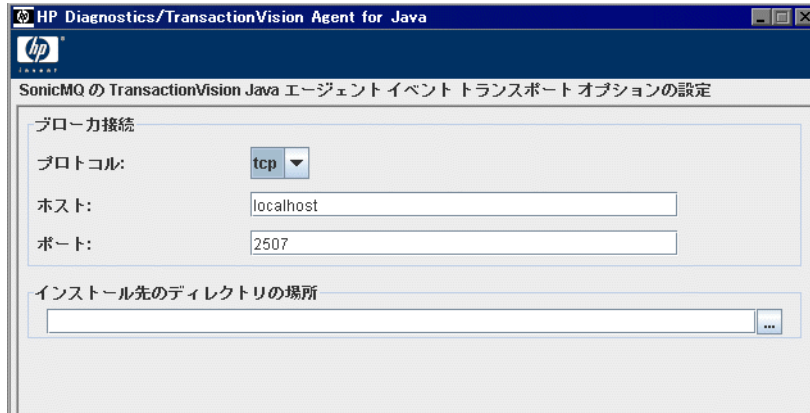 HP Diagnostics/TransactionVision Agent for Java
hp
invent
SonicMQ の TransactionVision Java エージェント イベント トランスポート オプションの設定
ブローカ接続
プロトコル:
tcp
ホスト:
localhost
ポート:
2507
インストール先のディレクトリの場所
...